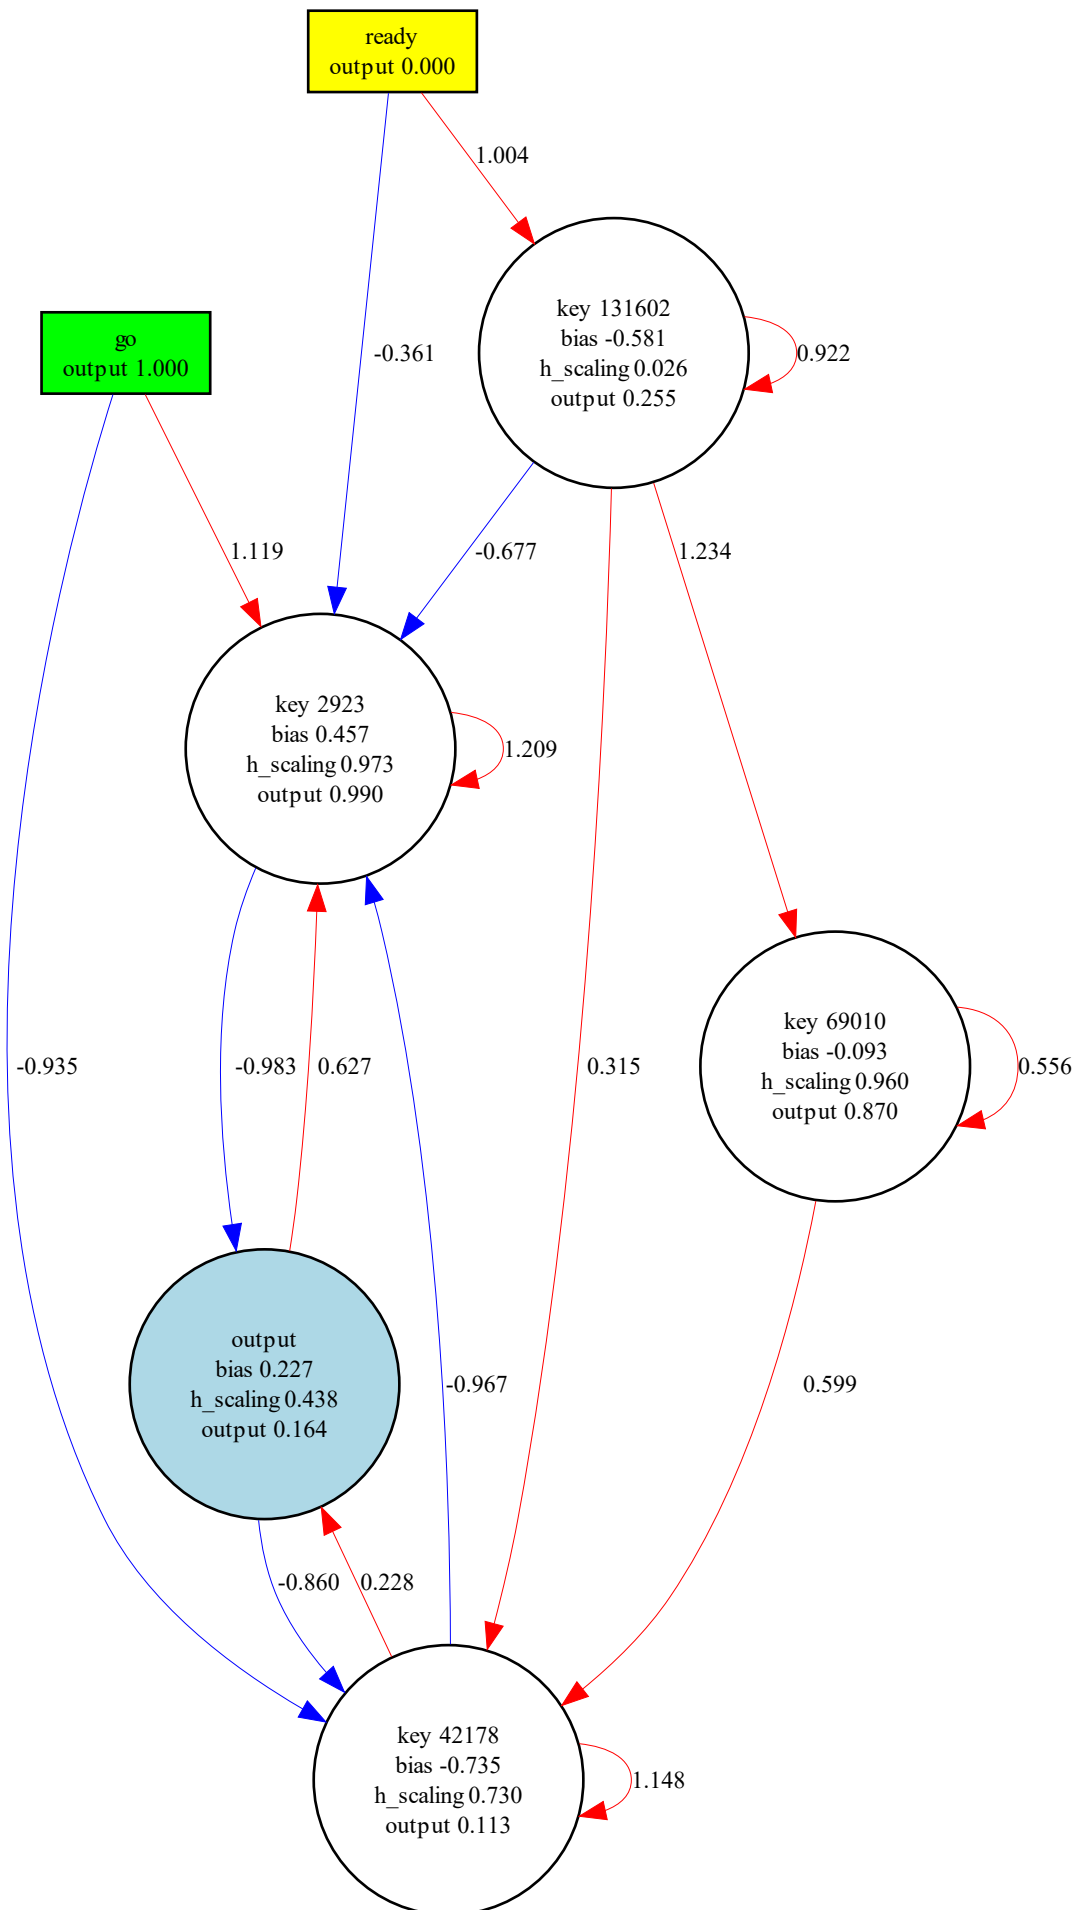 ready
output 0.000
1.004
key 131602
bias -0.581
h_scaling 0.026
output 0.255
0.922
go
output 1.000
-0.361
1.119
-0.677
1.234
key 2923
bias 0.457
h_scaling 0.973
output 0.990
1.209
key 69010
bias -0.093
h_scaling 0.960
output 0.870
0.556
-0.935
-0.983
0.627
0.315
output
bias 0.227
h_scaling 0.438
output 0.164
-0.967
0.599
-0.860
0.228
key 42178
bias -0.735
h_scaling 0.730
output 0.113
1.148